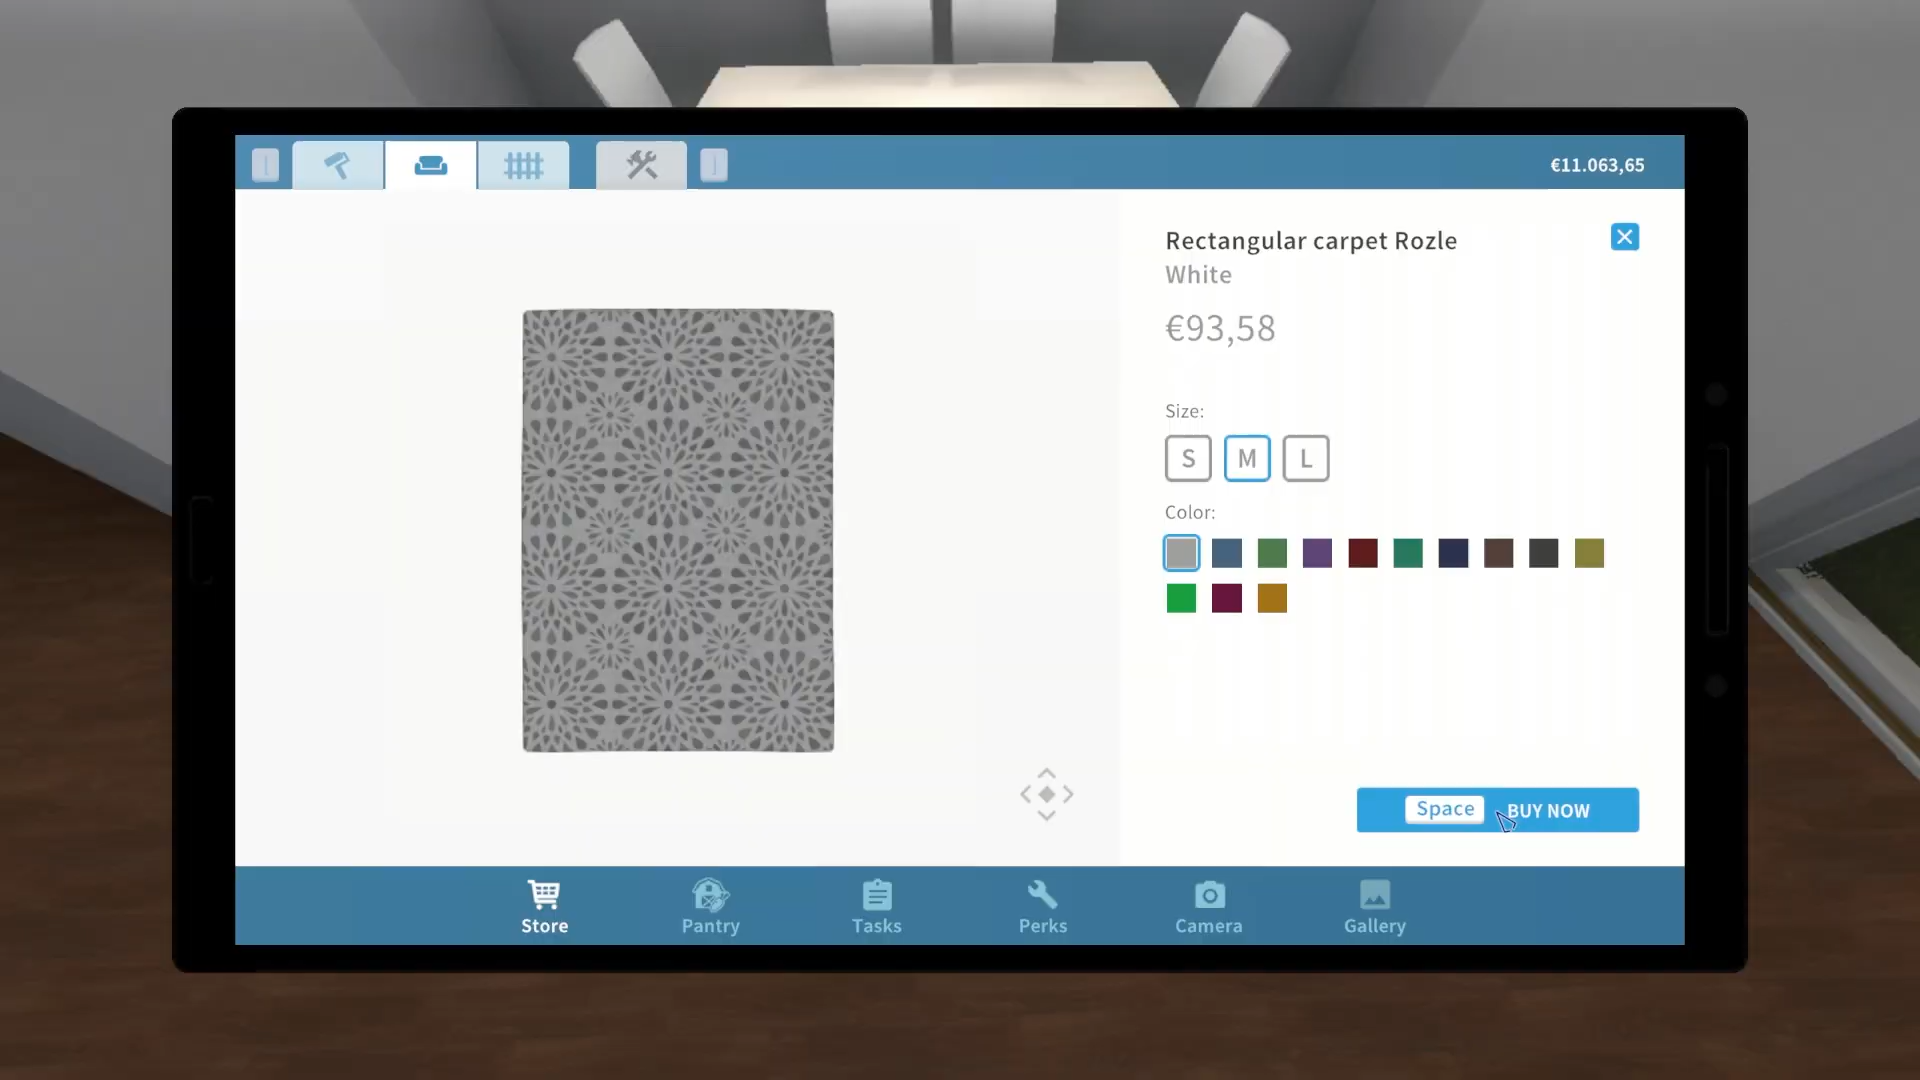 €11.063,65
Rectangular carpet Rozle
White
€93,58
Size:
S M L
Color:
Space BUY NOW
Store Pantry Tasks Perks Camera Gallery